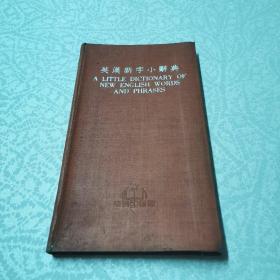 英漢新字小辭典
A LITTLE DICTIONARY OF
NEW ENGLISH WORDS
AND PHRASES